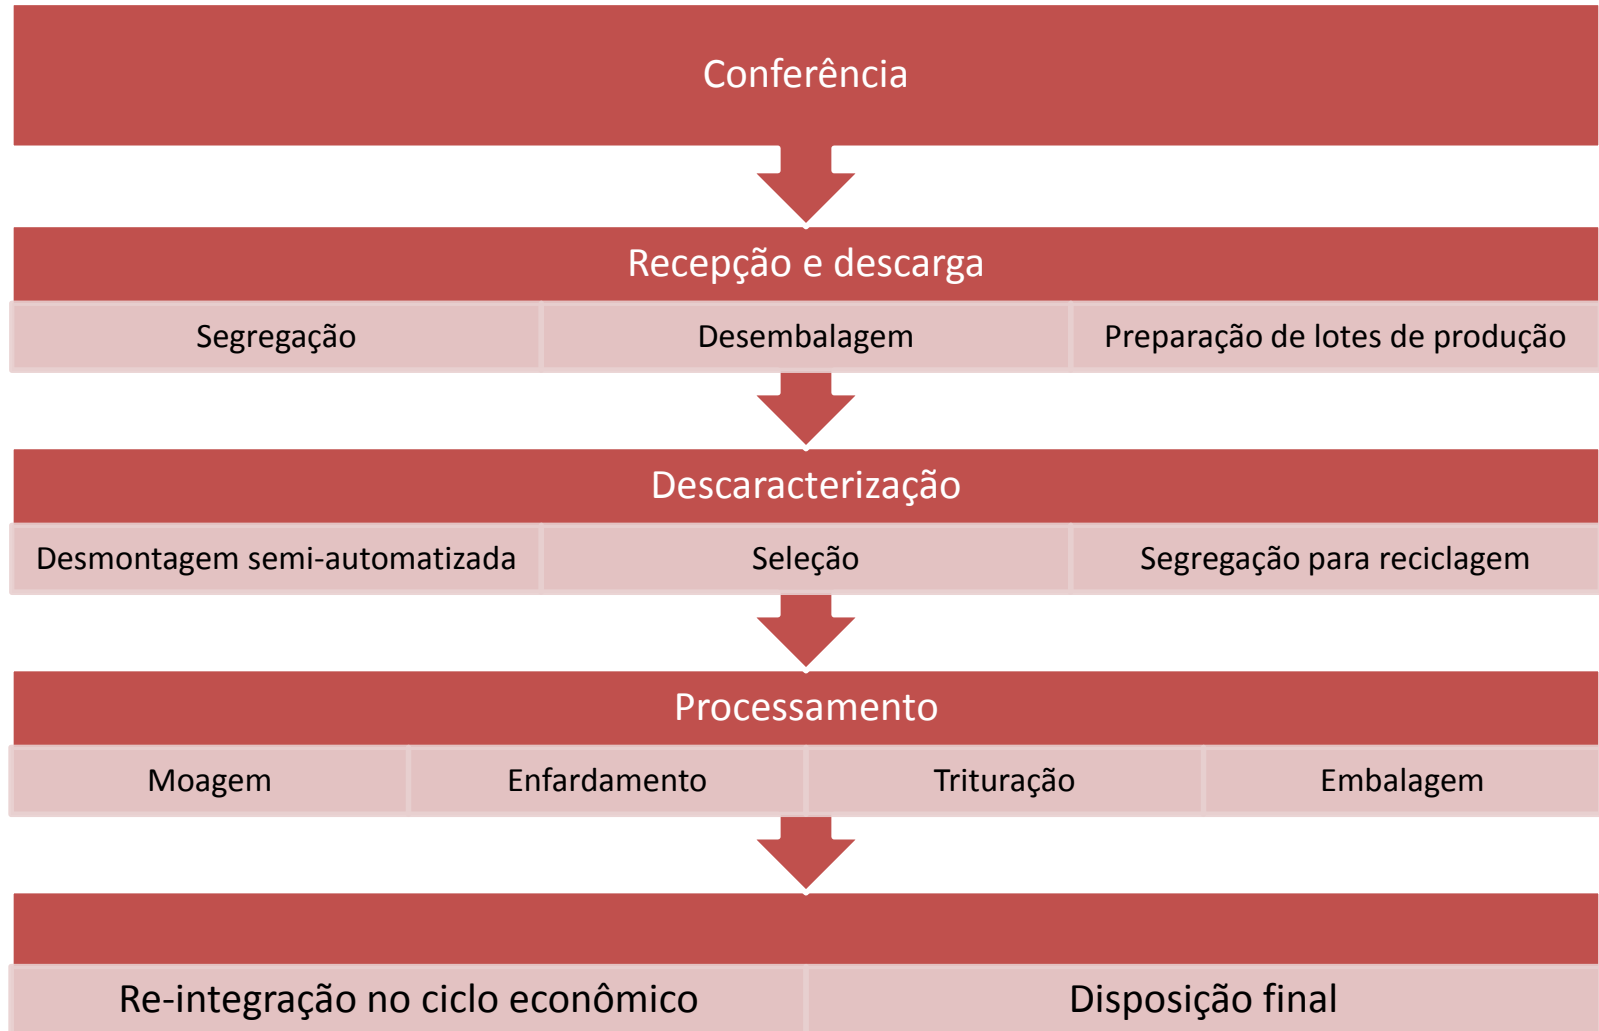 Conferência
Recepção e descarga
Segregação
Desembalagem
Preparação de lotes de produção
Descaracterização
Desmontagem semi-automatizada
Seleção
Segregação para reciclagem
Processamento
Moagem
Enfardamento
Trituração
Embalagem
Re-integração no ciclo econômico
Disposição final